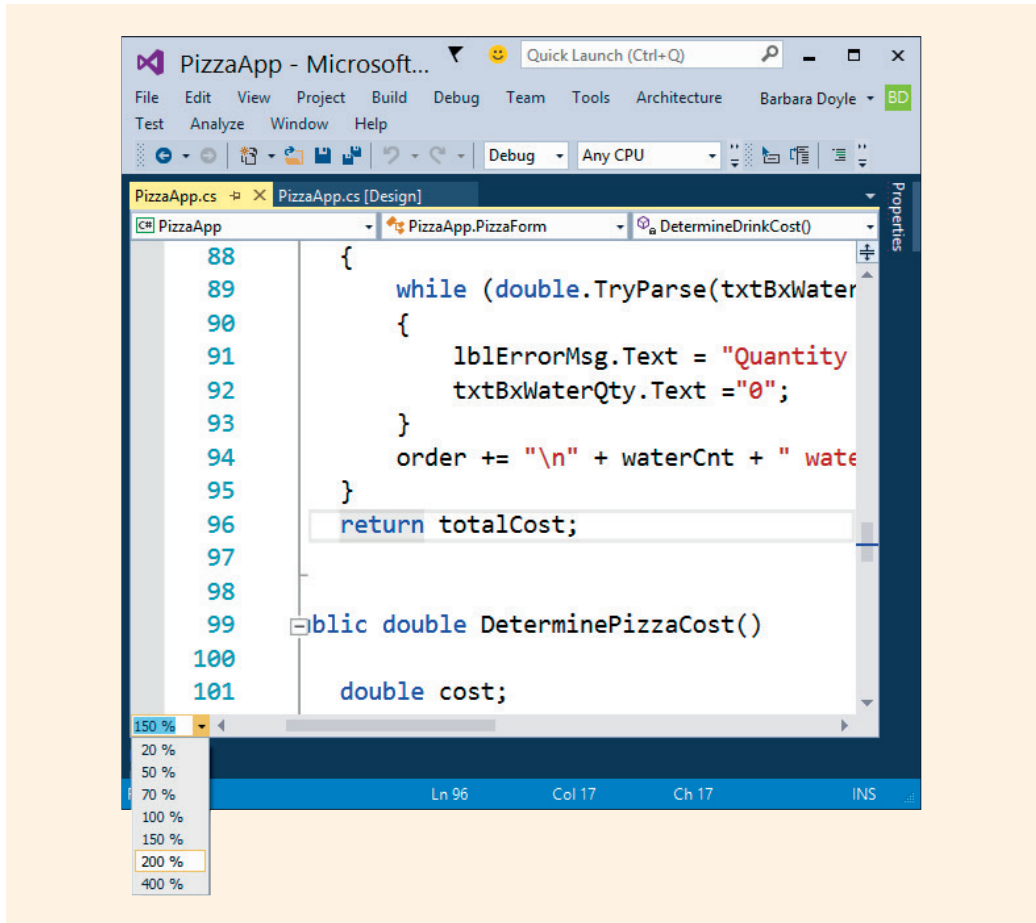 PizzaApp - Microsoft...
Quick Launch (Ctrl+Q)
File Edit View Project Build Debug Team Tools Architecture Barbara Doyle BD
Test Analyze Window Help
Debug Any CPU
PizzaApp.cs PizzaApp.cs [Design]
Properties
C# PizzaApp PizzaApp.PizzaForm DetermineDrinkCost()
88 {
89 while (double.TryParse(txtBxWater
90 {
91 lblErrorMsg.Text = "Quantity
92 txtBxWaterQty.Text ="0";
93 }
94 order += "\n" + waterCnt + " wate
95 }
96 return totalCost;
97
98
99 blic double DeterminePizzaCost()
100
101 double cost;
150 %
20 %
50 %
70 %
100 %
150 %
200 %
400 %
Ln 96 Col 17 Ch 17 INS